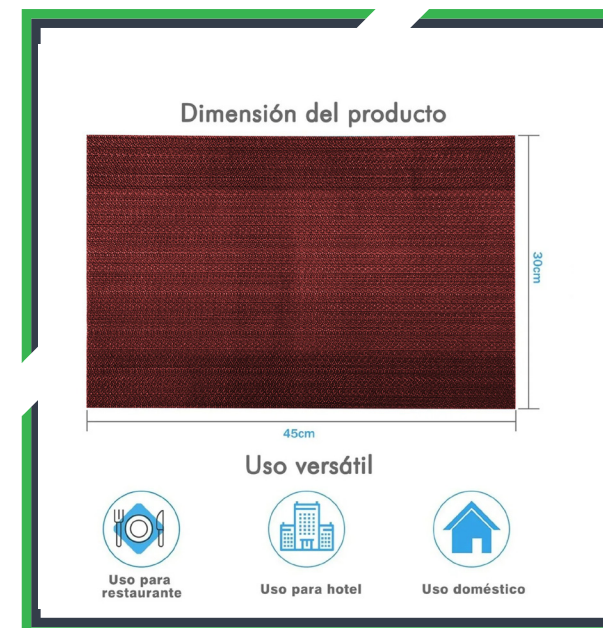 Dimensión del producto
30cm
45cm
Uso versátil
Uso para
restaurante
Uso para hotel
Uso doméstico